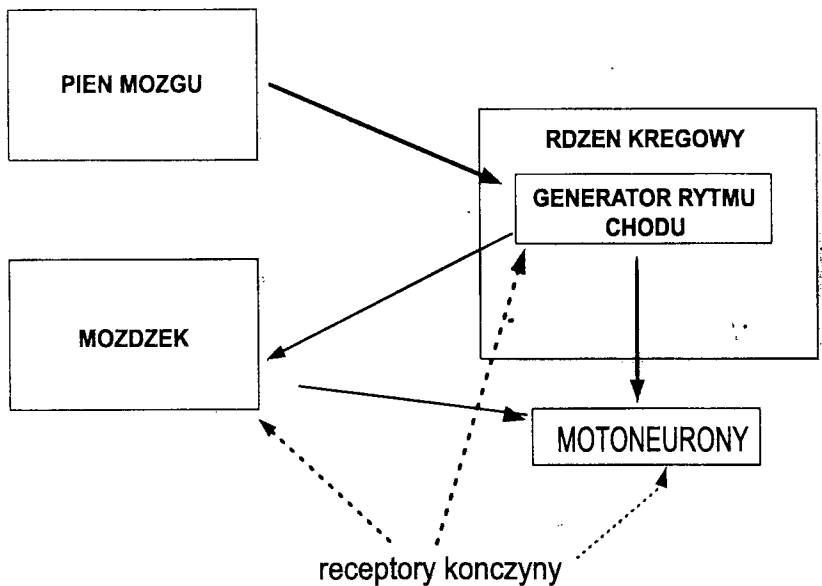 PIEN MOZGU
RDZEN KREGOWY
GENERATOR RYTMU
CHODU
MOZDZEK
MOTONEURONY
receptory konczyny